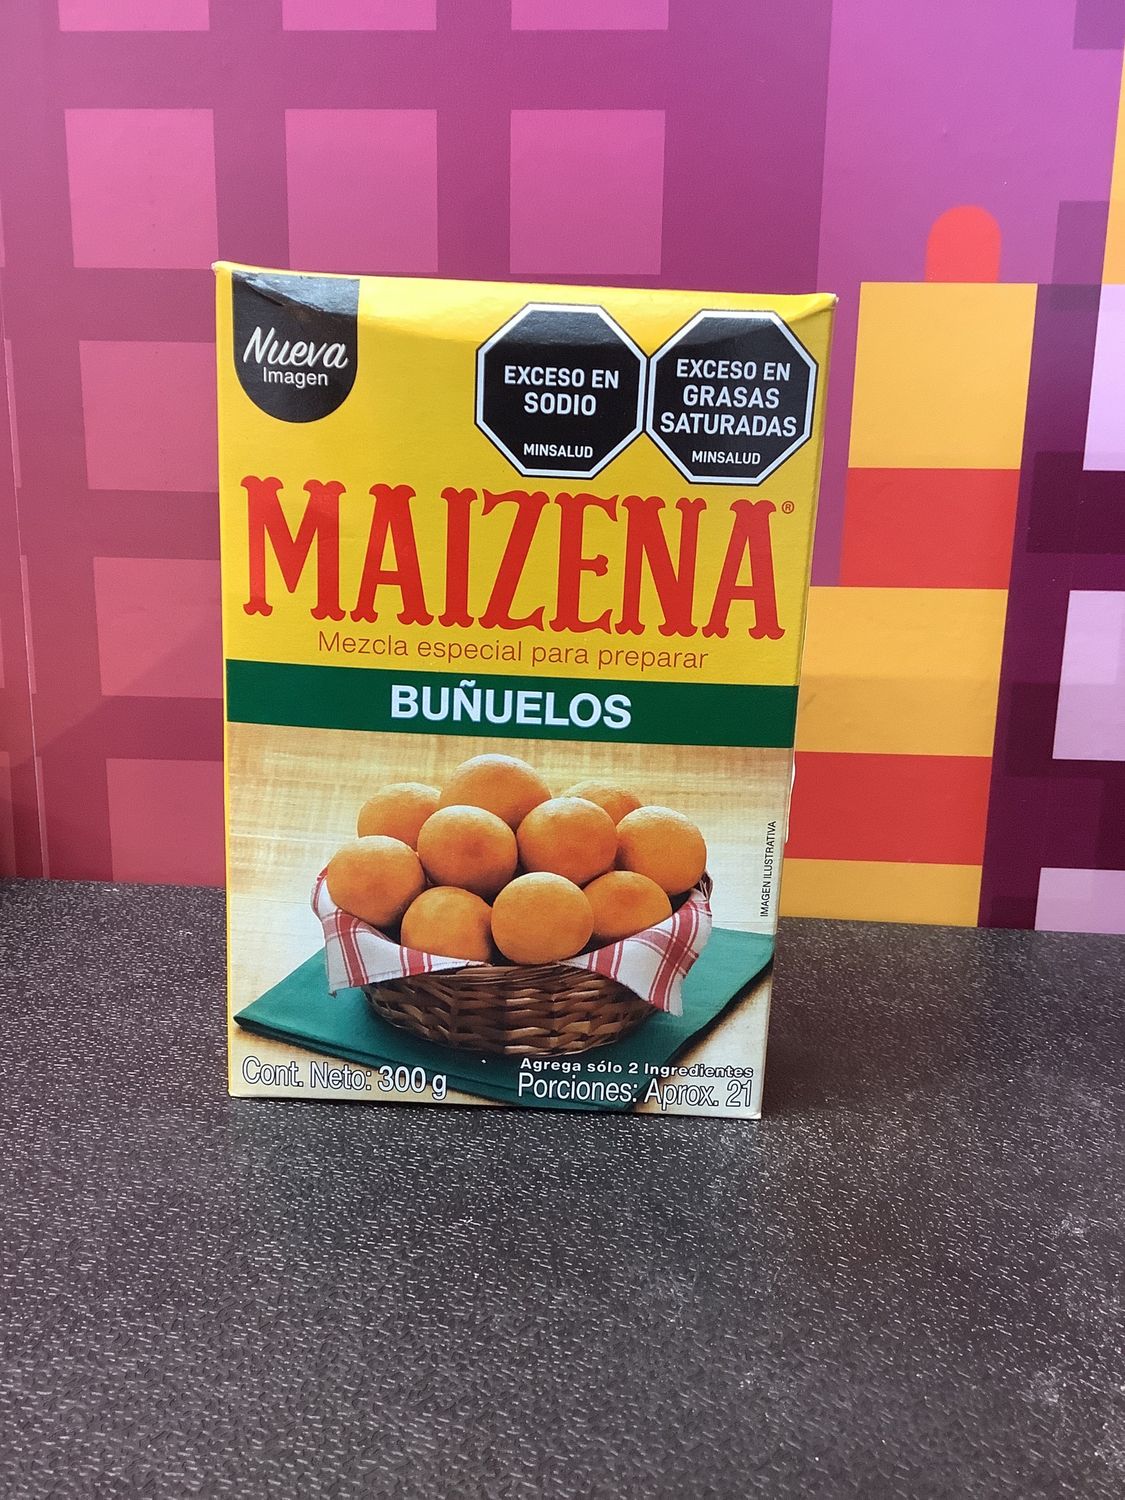 Nueva
Imagen
EXCESO EN
SODIO
MINSALUD
EXCESO EN
GRASAS
SATURADAS
MINSALUD
MAIZENA®
Mezcla especial para preparar
BUÑUELOS
IMAGEN ILUSTRATIVA
Cont. Neto: 300 g
Agrega sólo 2 Ingredientes
Porciones: Aprox. 21